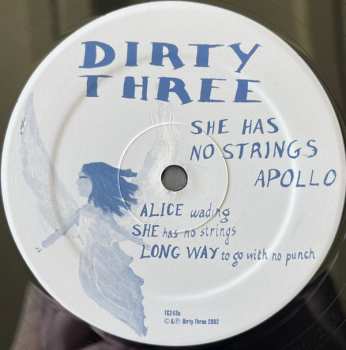 DIRTY
THREE
SHE HAS
NO STRINGS
APOLLO
ALICE wading
SHE has no strings
LONG WAY to go with no punch
© & ℗ Dirty Three 2002